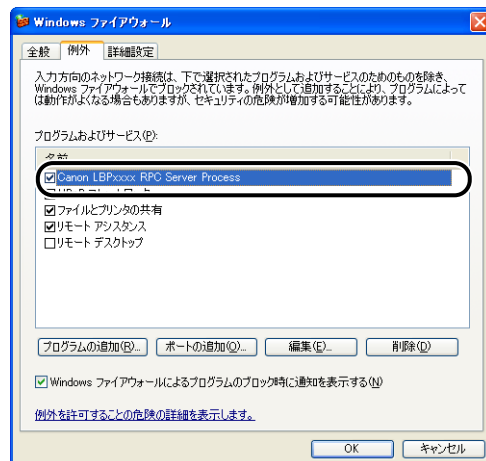 Windows ファイアウォール
全般 例外 詳細設定
入力方向のネットワーク接続は、下で選択されたプログラムおよびサービスのためのものを除き、
Windows ファイアウォールでブロックされています。例外として追加することにより、プログラムによって
は動作がよくなる場合もありますが、セキュリティの危険が増加する可能性があります。
プログラムおよびサービス(P):
名前
Canon LBPxxxx RPC Server Process
ファイルとプリンタの共有
リモート アシスタンス
リモート デスクトップ
プログラムの追加(R)... ポートの追加(O)... 編集(E)... 削除(D)
Windows ファイアウォールによるプログラムのブロック時に通知を表示する(N)
例外を許可することの危険の詳細を表示します。
OK キャンセル